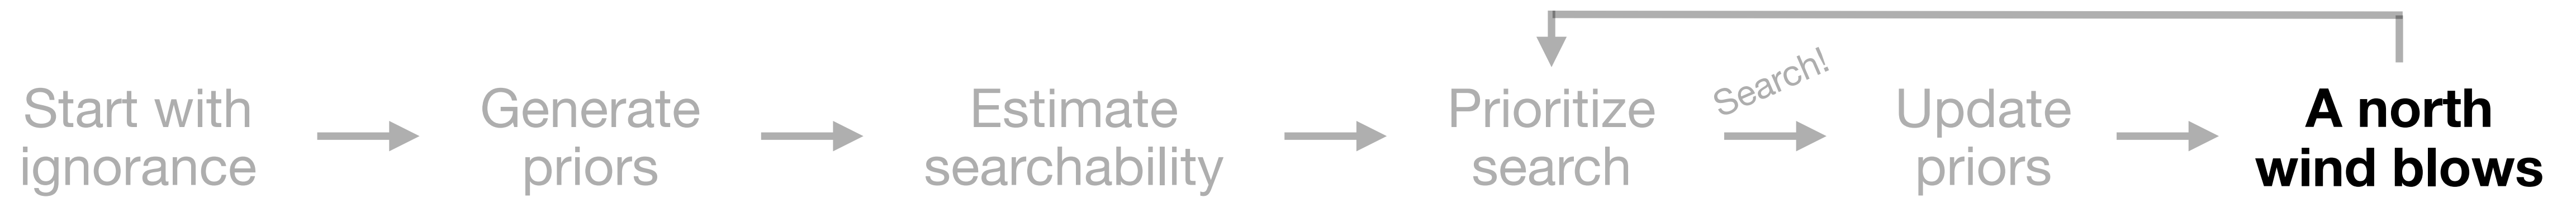 Start with
ignorance
Generate
priors
Estimate
searchability
Prioritize
search
Search!
Update
priors
A north
wind blows